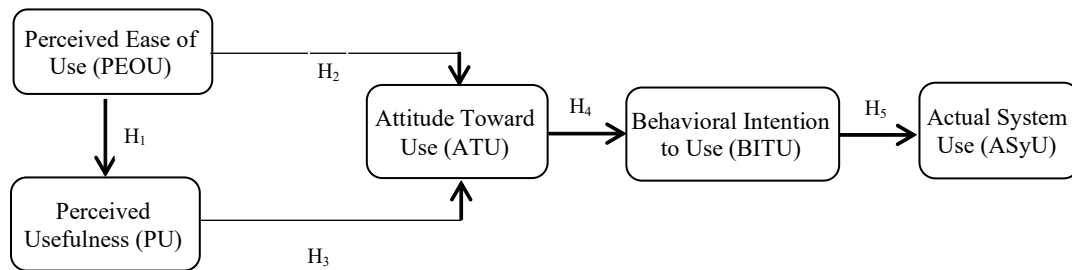 Perceived Ease of
Use (PEOU)
H2
H1
Attitude Toward
Use (ATU)
H4
Behavioral Intention
to Use (BITU)
H5
Actual System
Use (ASyU)
Perceived
Usefulness (PU)
H3